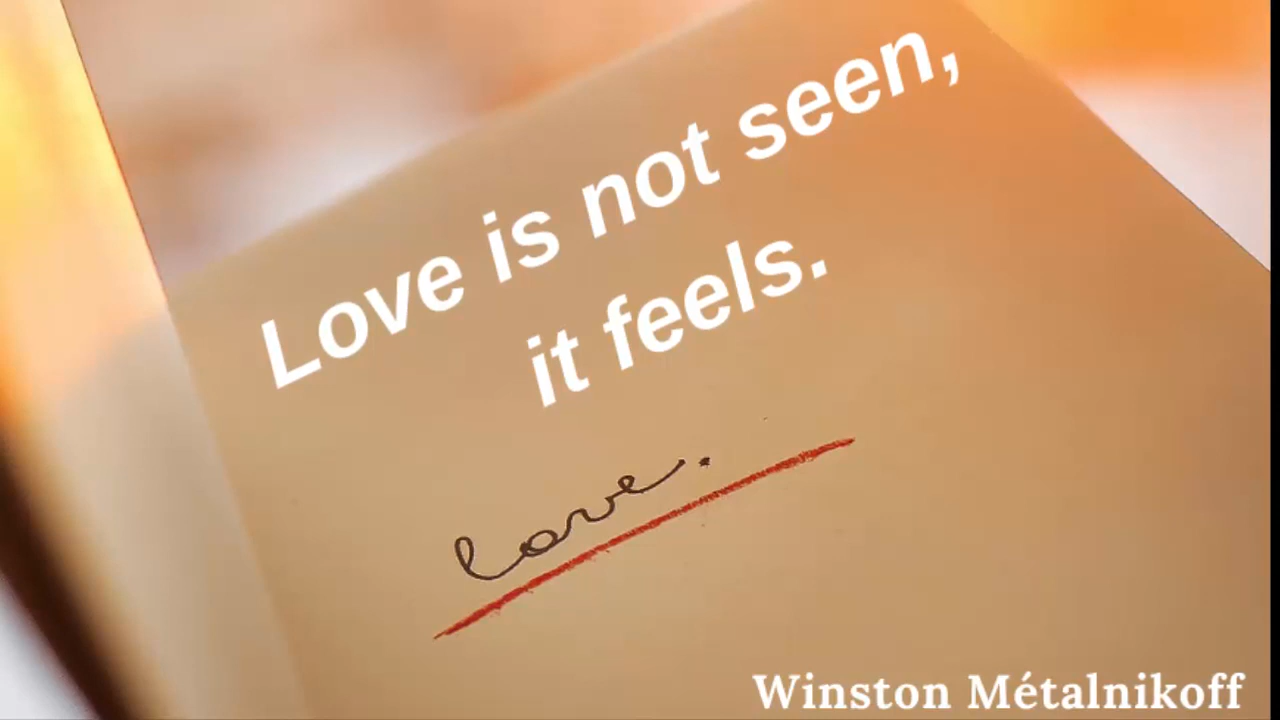 Love is not seen,
it feels.
love.
Winston Métalnikoff